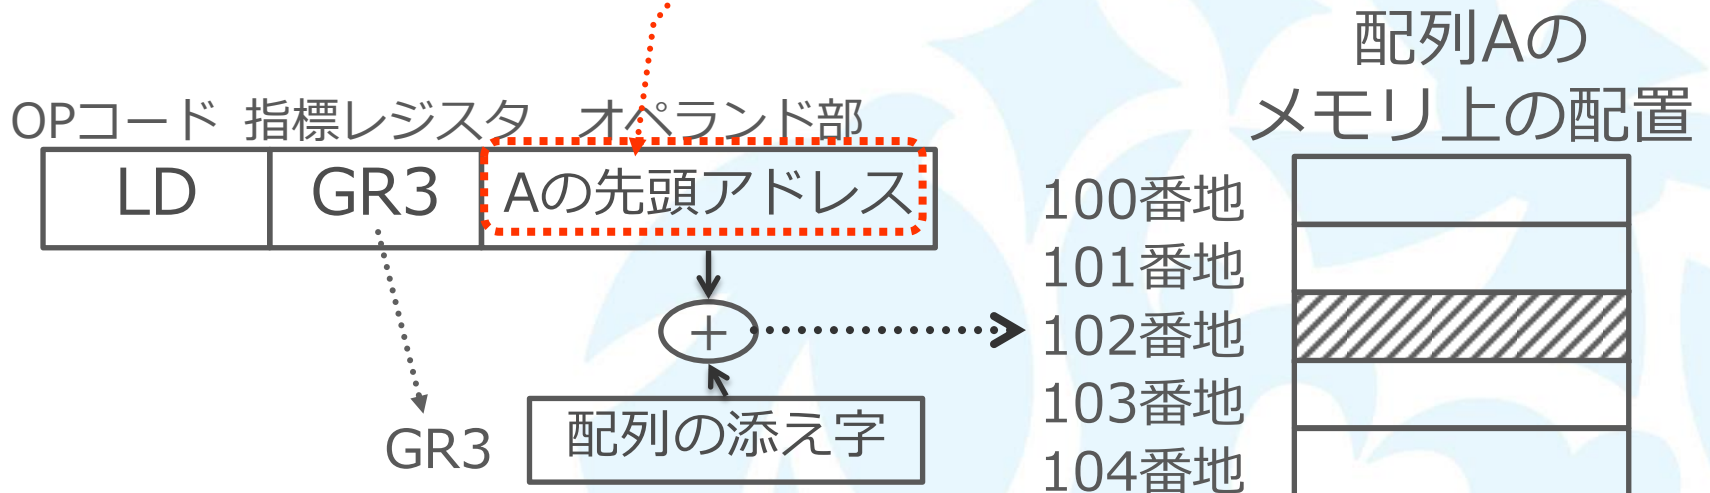 配列Aの
メモリ上の配置
OPコード 指標レジスタ オペランド部
LD GR3 Aの先頭アドレス
100番地
101番地
+
102番地
103番地
GR3 配列の添え字
104番地